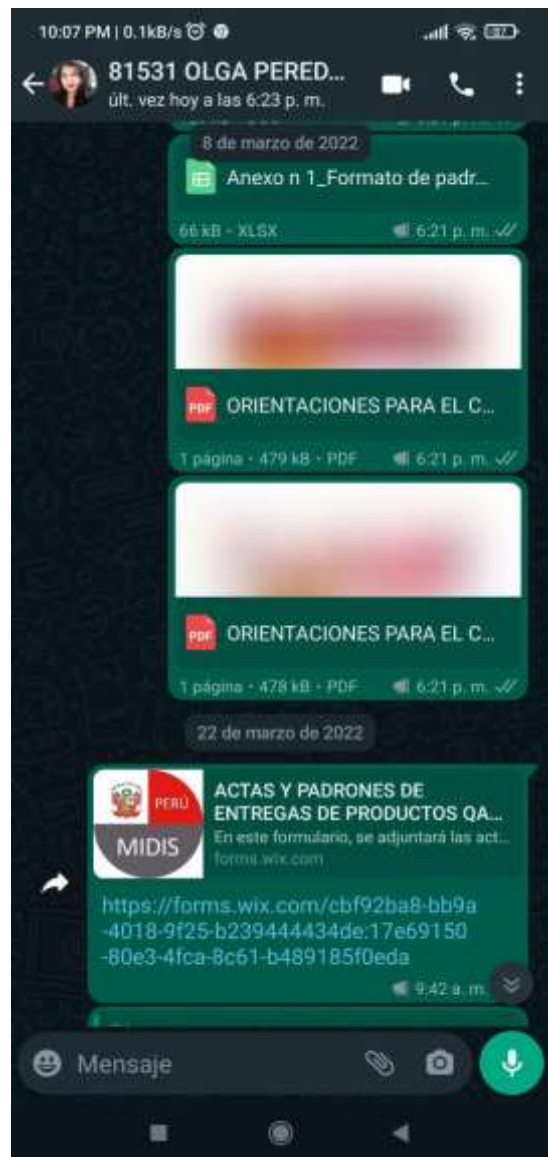 10:07 PM | 0.1kB/s
37
81531 OLGA PERED...
últ. vez hoy a las 6:23 p. m.
8 de marzo de 2022
Anexo n 1_Formato de padr...
66 kB • XLSX 6:21 p. m.
PDF ORIENTACIONES PARA EL C...
1 página • 479 kB • PDF 6:21 p. m.
PDF ORIENTACIONES PARA EL C...
1 página • 478 kB • PDF 6:21 p. m.
22 de marzo de 2022
PERÚ
MIDIS
ACTAS Y PADRONES DE
ENTREGAS DE PRODUCTOS QA...
En este formulario, se adjuntará las act...
forms.wix.com
https://forms.wix.com/cbf92ba8-bb9a
-4018-9f25-b239444434de:17e69150
-80e3-4fca-8c61-b489185f0eda
9:42 a. m.
Mensaje